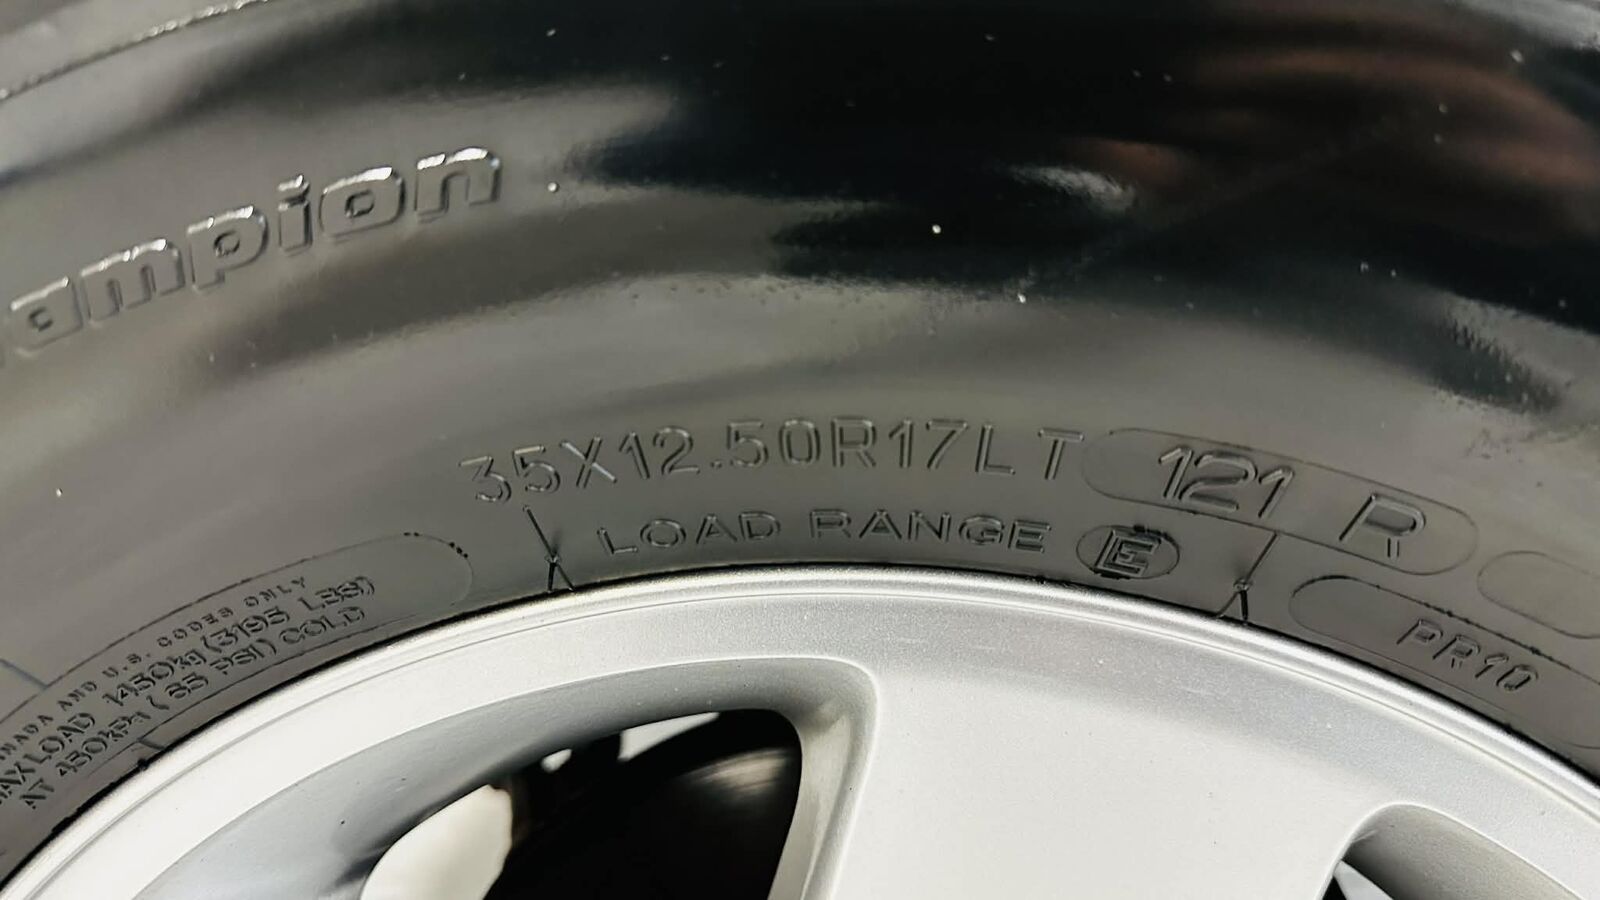 ampion
35X12.50R17LT 121 R
LOAD RANGE E
PR10
CANADA AND U.S. CODES ONLY
MAX LOAD 1450kg (3195 LBS)
AT 450kPa (65 PSI) COLD